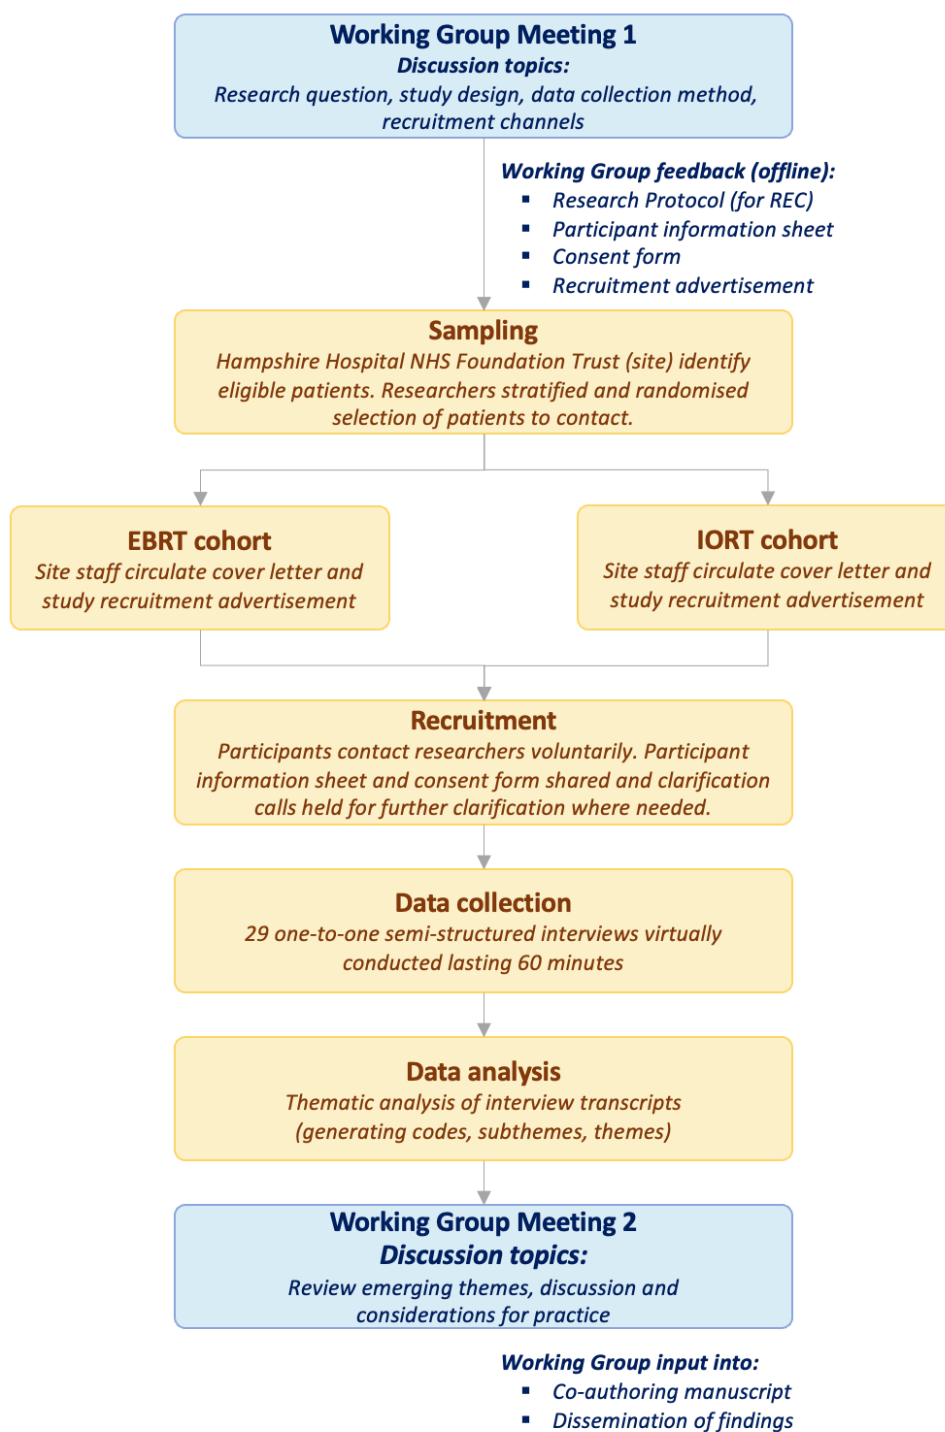 Working Group Meeting 1
Discussion topics:
Research question, study design, data collection method,
recruitment channels
Working Group feedback (offline):
▪ Research Protocol (for REC)
▪ Participant information sheet
▪ Consent form
▪ Recruitment advertisement
Sampling
Hampshire Hospital NHS Foundation Trust (site) identify
eligible patients. Researchers stratified and randomised
selection of patients to contact.
EBRT cohort
Site staff circulate cover letter and
study recruitment advertisement
IORT cohort
Site staff circulate cover letter and
study recruitment advertisement
Recruitment
Participants contact researchers voluntarily. Participant
information sheet and consent form shared and clarification
calls held for further clarification where needed.
Data collection
29 one-to-one semi-structured interviews virtually
conducted lasting 60 minutes
Data analysis
Thematic analysis of interview transcripts
(generating codes, subthemes, themes)
Working Group Meeting 2
Discussion topics:
Review emerging themes, discussion and
considerations for practice
Working Group input into:
▪ Co-authoring manuscript
▪ Dissemination of findings